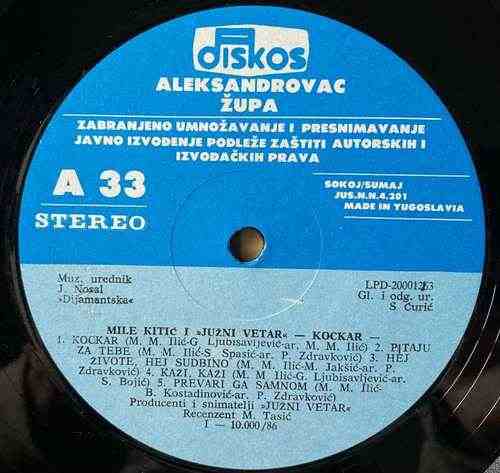 DISKOS
ALEKSANDROVAC
ŽUPA
ZABRANJENO UMNOŽAVANJE I PRESNIMAVANJE
JAVNO IZVOĐENJE PODLEŽE ZAŠTITI AUTORSKIH I
IZVOĐAČKIH PRAVA
A 33
STEREO
SOKOJ/SUMAJ
JUS.N.N.4.201
MADE IN YUGOSLAVIA
Muz. urednik
J. Nosal
»Dijamantska«
Gl. i odg. ur.
S Ćurić
MILE KITIĆ I »JUŽNI VETAR« — KOCKAR —
1. KOCKAR (M. M. Ilić-G. Ljubisavljević-ar. M. M. Ilić) 2. PITAJU
ZA TEBE (M. M. Ilić-S. Spasić-ar. P. Zdravković) 3. HEJ
ŽIVOTE, HEJ SUDBINO (M. M. Ilić-M. Jakšić-ar. P.
Zdravković) 4. KAZI, KAZI (M. M. Ilić-G. Ljubisavljević-ar.
S. Bojić) 5. PREVARI GA SAMNOM (M. M. Ilić-
B. Kostadinović-ar. P. Zdravković)
Producenti i snimatelji »JUŽNI VETAR«
Recenzent M. Tasić
I — 10.000/86